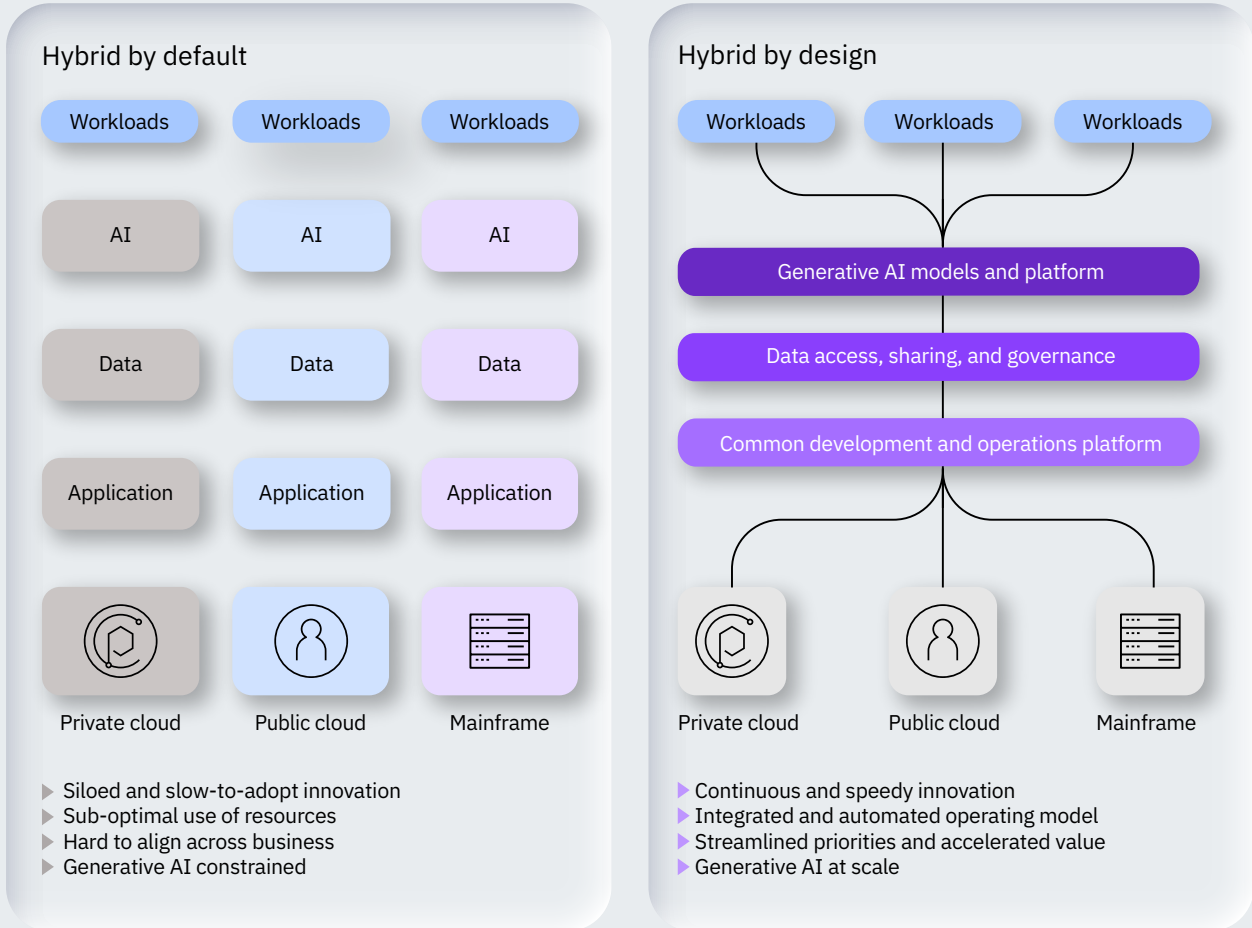 Hybrid by default
Workloads
Workloads
Workloads
AI
AI
AI
Data
Data
Data
Application
Application
Application
Private cloud
Public cloud
Mainframe
Siloed and slow-to-adopt innovation
Sub-optimal use of resources
Hard to align across business
Generative AI constrained
Hybrid by design
Workloads
Workloads
Workloads
Generative AI models and platform
Data access, sharing, and governance
Common development and operations platform
Private cloud
Public cloud
Mainframe
Continuous and speedy innovation
Integrated and automated operating model
Streamlined priorities and accelerated value
Generative AI at scale